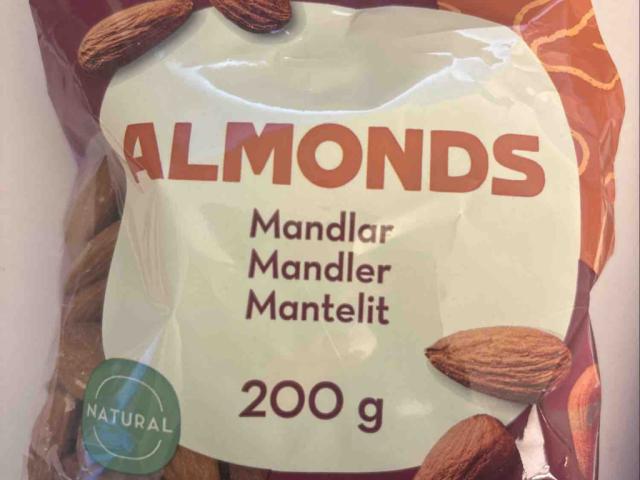 ALMONDS
Mandlar
Mandler
Mantelit
200 g
NATURAL